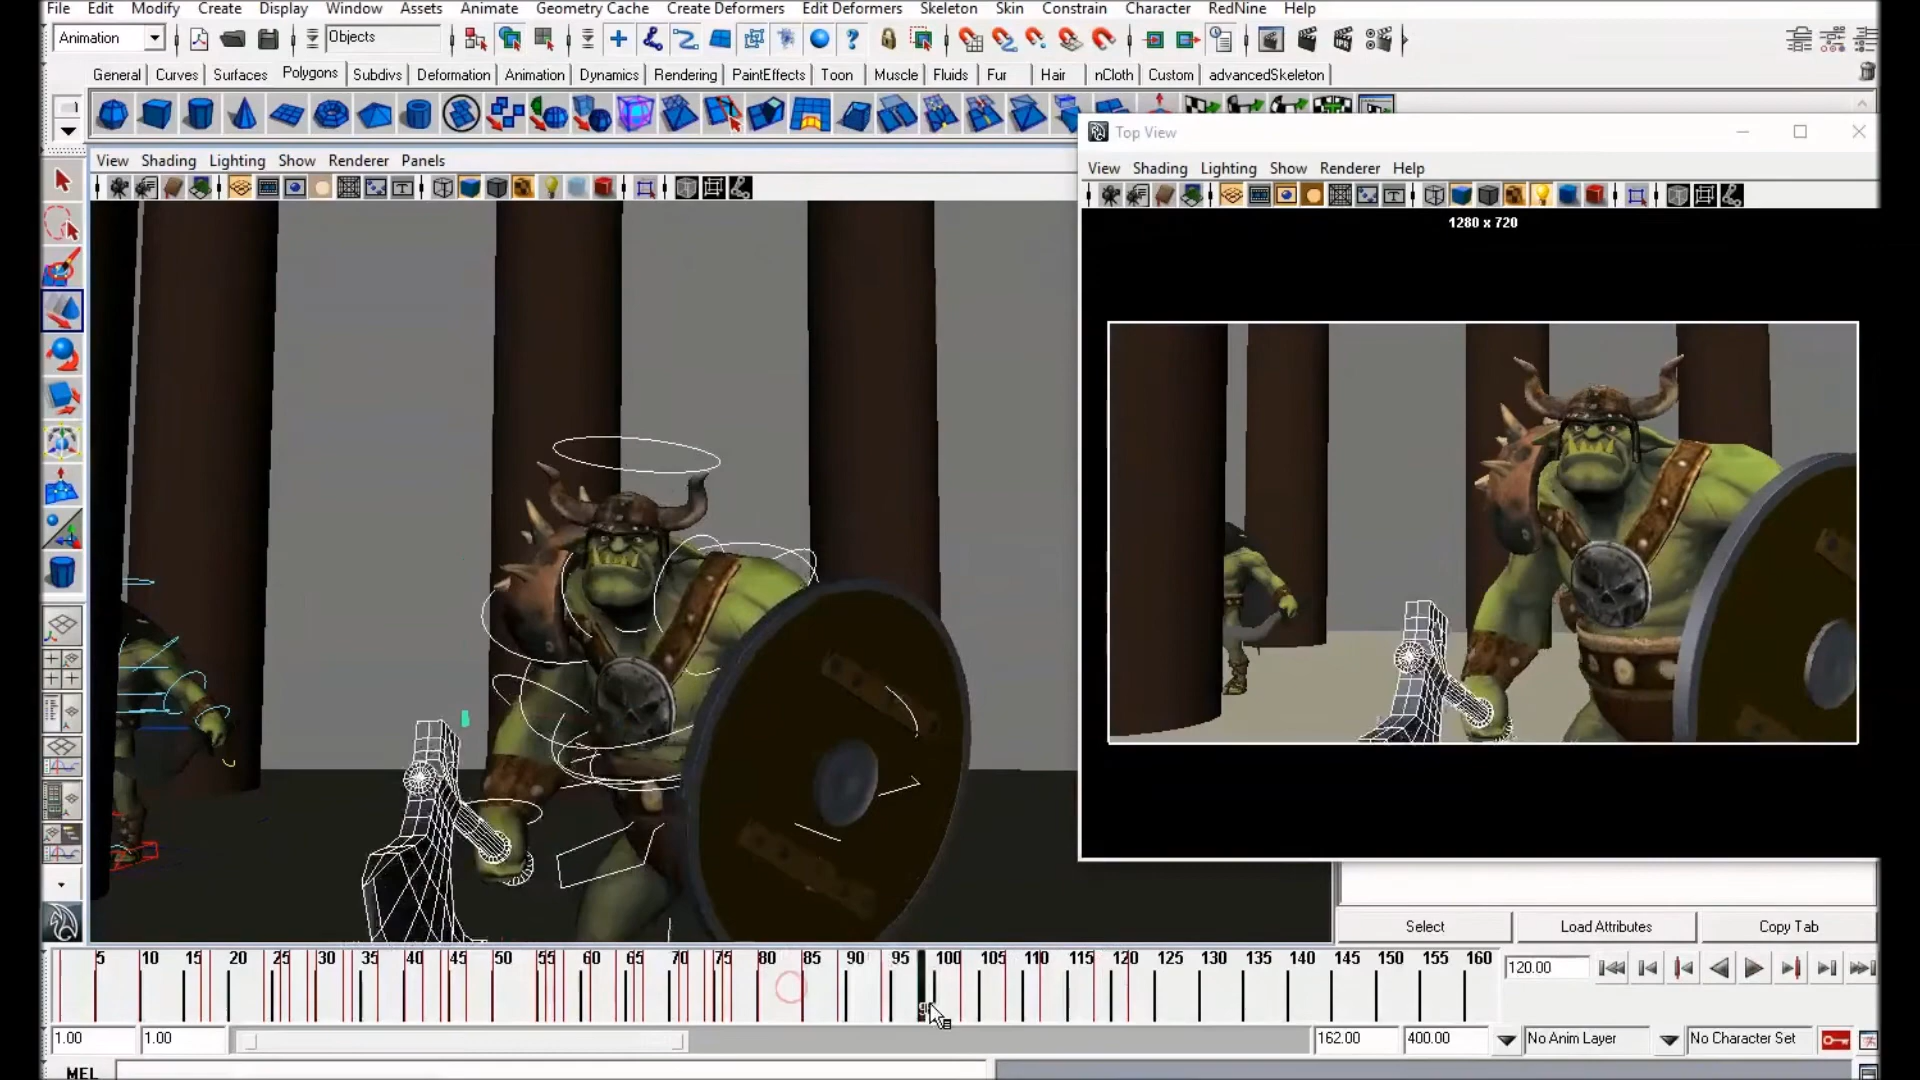 File Edit Modify Create Display Window Assets Animate Geometry Cache Create Deformers Edit Deformers Skeleton Skin Constrain Character RedNine Help
Animation Objects
General Curves Surfaces Polygons Subdivs Deformation Animation Dynamics Rendering PaintEffects Toon Muscle Fluids Fur Hair nCloth Custom advancedSkeleton
Top View
View Shading Lighting Show Renderer Panels
View Shading Lighting Show Renderer Help
1280 x 720
Select Load Attributes Copy Tab
5 10 15 20 25 30 35 40 45 50 55 60 65 70 75 80 85 90 95 100 105 110 115 120 125 130 135 140 145 150 155 160
120.00
1.00 1.00 162.00 400.00 No Anim Layer No Character Set
MEL